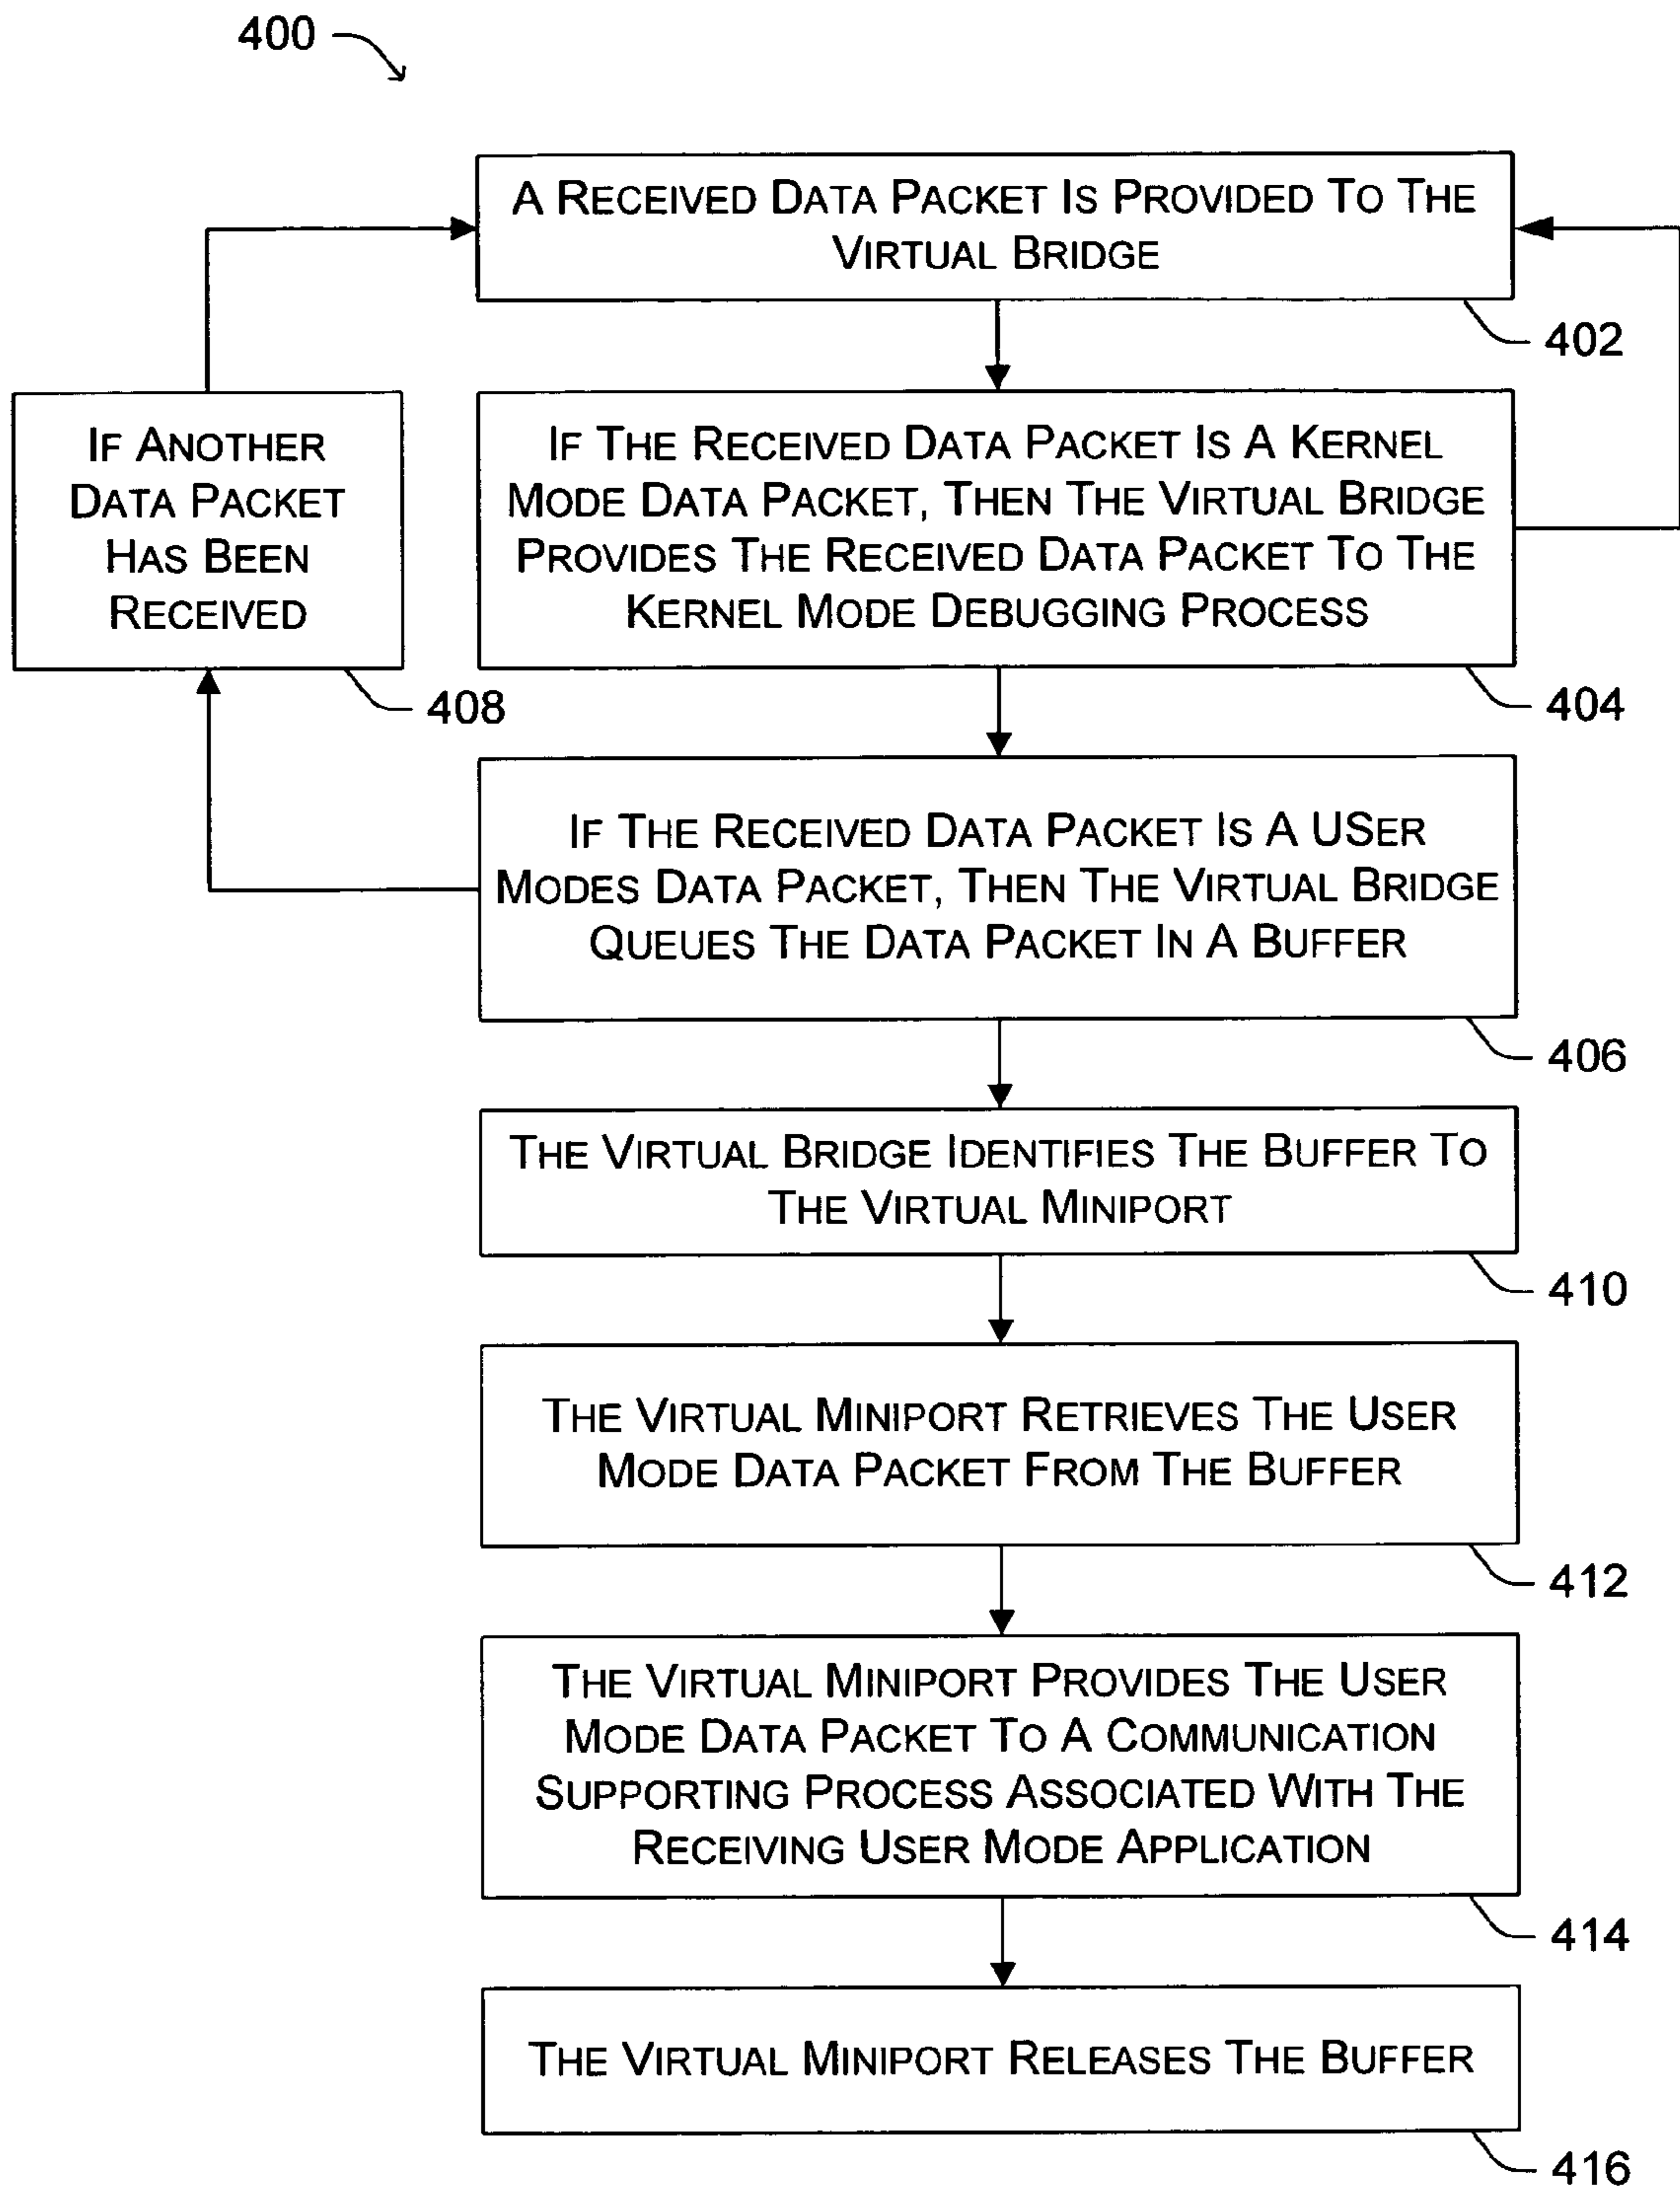 400
A RECEIVED DATA PACKET IS PROVIDED TO THE
VIRTUAL BRIDGE
402
IF THE RECEIVED DATA PACKET IS A KERNEL
MODE DATA PACKET, THEN THE VIRTUAL BRIDGE
PROVIDES THE RECEIVED DATA PACKET TO THE
KERNEL MODE DEBUGGING PROCESS
404
IF ANOTHER
DATA PACKET
HAS BEEN
RECEIVED
408
IF THE RECEIVED DATA PACKET IS A USER
MODES DATA PACKET, THEN THE VIRTUAL BRIDGE
QUEUES THE DATA PACKET IN A BUFFER
406
THE VIRTUAL BRIDGE IDENTIFIES THE BUFFER TO
THE VIRTUAL MINIPORT
410
THE VIRTUAL MINIPORT RETRIEVES THE USER
MODE DATA PACKET FROM THE BUFFER
412
THE VIRTUAL MINIPORT PROVIDES THE USER
MODE DATA PACKET TO A COMMUNICATION
SUPPORTING PROCESS ASSOCIATED WITH THE
RECEIVING USER MODE APPLICATION
414
THE VIRTUAL MINIPORT RELEASES THE BUFFER
416